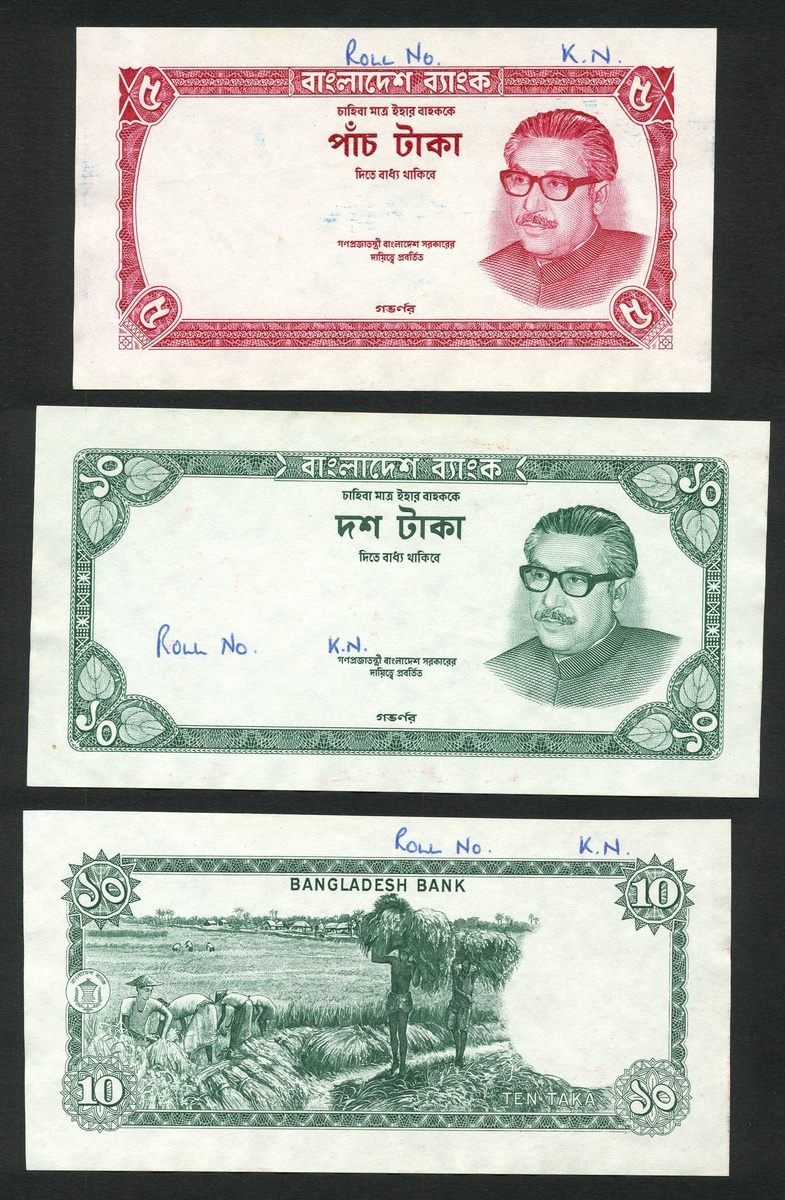 Roll No. K.N.
৫ বাংলাদেশ ব্যাংক ৫
চাহিবা মাত্র ইহার বাহককে
পাঁচ টাকা
দিতে বাধ্য থাকিবে
গণপ্রজাতন্ত্রী বাংলাদেশ সরকারের
দায়িত্বে প্রবর্তিত
গভর্ণর
৫ ৫
১০ বাংলাদেশ ব্যাংক ১০
চাহিবা মাত্র ইহার বাহককে
দশ টাকা
দিতে বাধ্য থাকিবে
Roll No. K.N.
গণপ্রজাতন্ত্রী বাংলাদেশ সরকারের
দায়িত্বে প্রবর্তিত
গভর্ণর
১০ ১০
Roll No. K.N.
১০ BANGLADESH BANK 10
10 TEN TAKA ১০